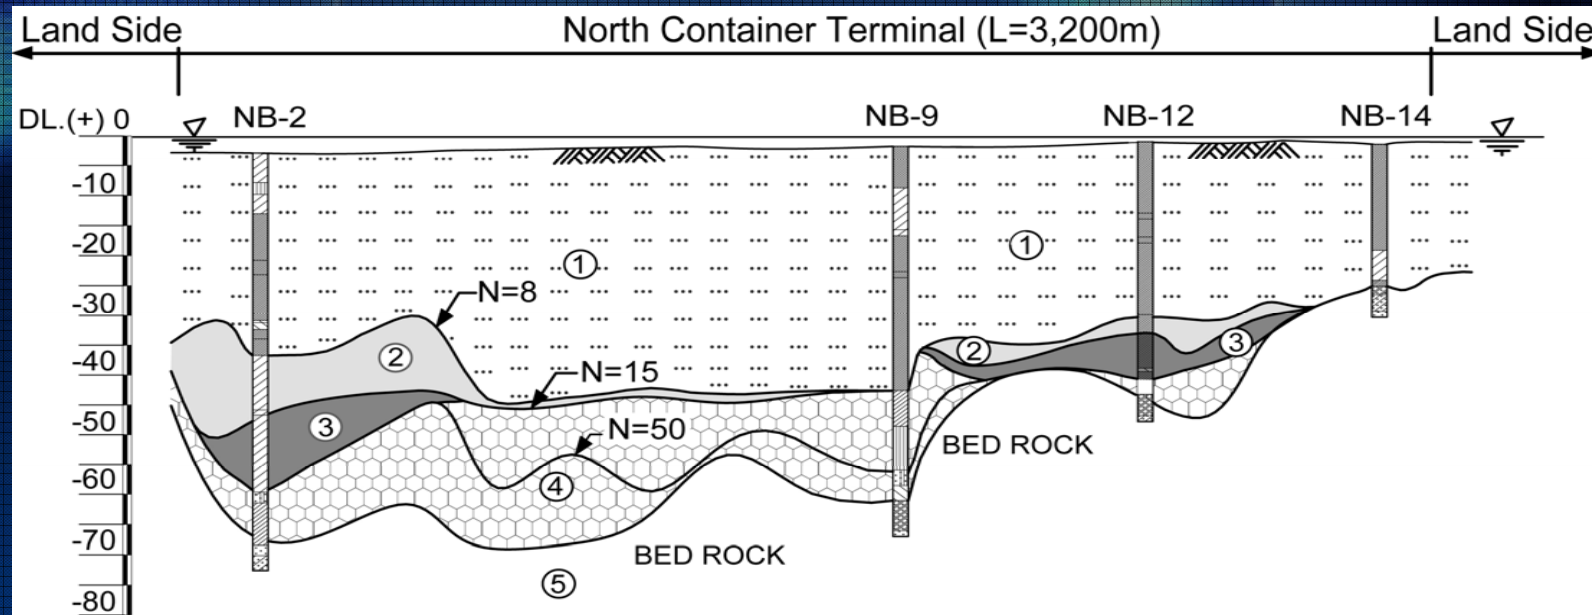 Land Side North Container Terminal (L=3,200m) Land Side
DL.(+) 0 NB-2 NB-9 NB-12 NB-14
-10
-20
①
①
-30
N=8
-40
②
②
③
N=15
-50
③
N=50
BED ROCK
-60
④
-70
BED ROCK
⑤
-80